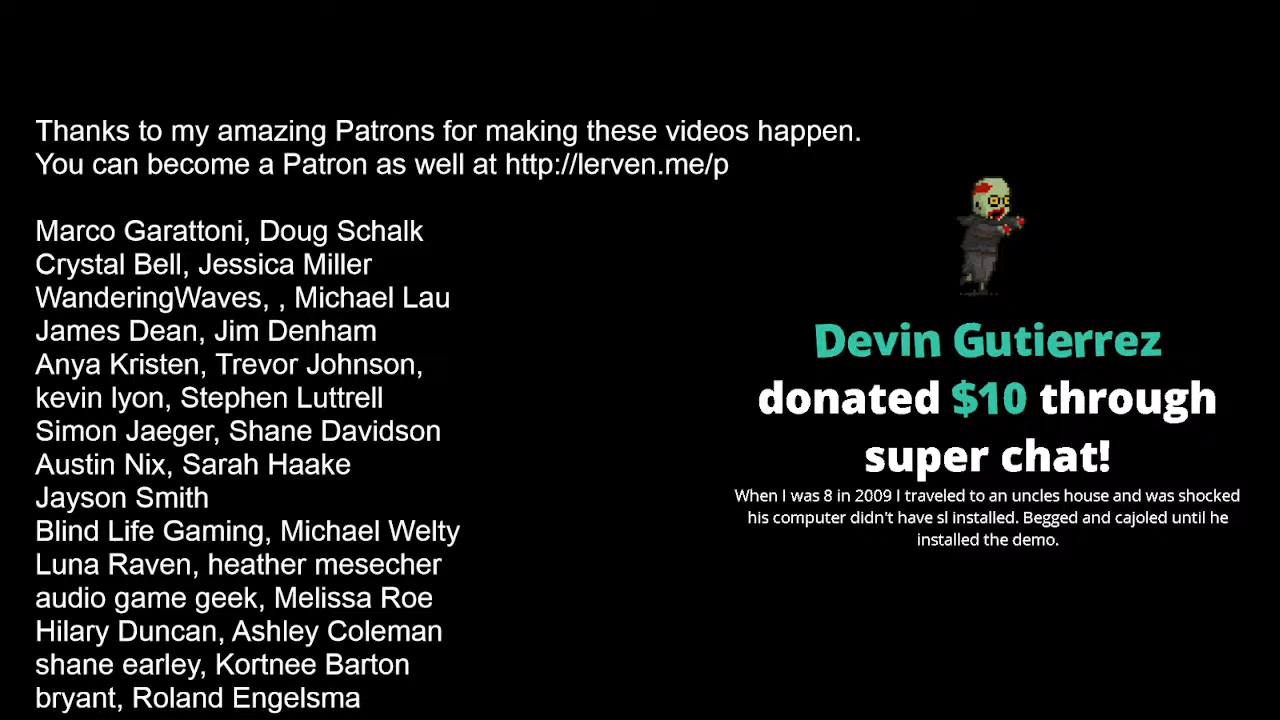 Thanks to my amazing Patrons for making these videos happen.
You can become a Patron as well at http://lerven.me/p
Marco Garattoni, Doug Schalk
Crystal Bell, Jessica Miller
WanderingWaves, , Michael Lau
James Dean, Jim Denham
Anya Kristen, Trevor Johnson,
kevin lyon, Stephen Luttrell
Simon Jaeger, Shane Davidson
Austin Nix, Sarah Haake
Jayson Smith
Blind Life Gaming, Michael Welty
Luna Raven, heather mesecher
audio game geek, Melissa Roe
Hilary Duncan, Ashley Coleman
shane earley, Kortnee Barton
bryant, Roland Engelsma
Devin Gutierrez
donated $10 through
super chat!
When I was 8 in 2009 I traveled to an uncles house and was shocked
his computer didn't have sl installed. Begged and cajoled until he
installed the demo.